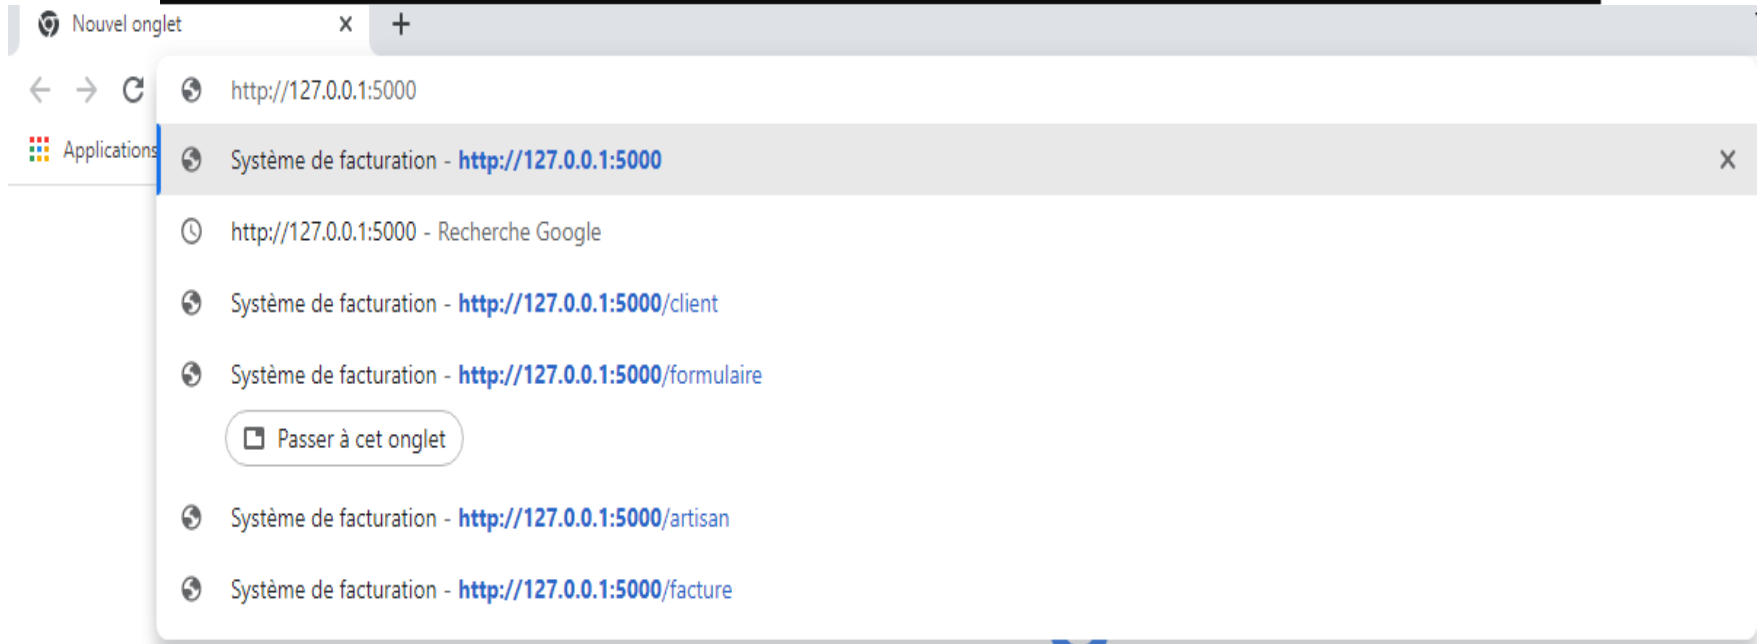 Nouvel onglet
http://127.0.0.1:5000
Applications
Système de facturation - http://127.0.0.1:5000
http://127.0.0.1:5000 - Recherche Google
Système de facturation - http://127.0.0.1:5000/client
Système de facturation - http://127.0.0.1:5000/formulaire
Passer à cet onglet
Système de facturation - http://127.0.0.1:5000/artisan
Système de facturation - http://127.0.0.1:5000/facture